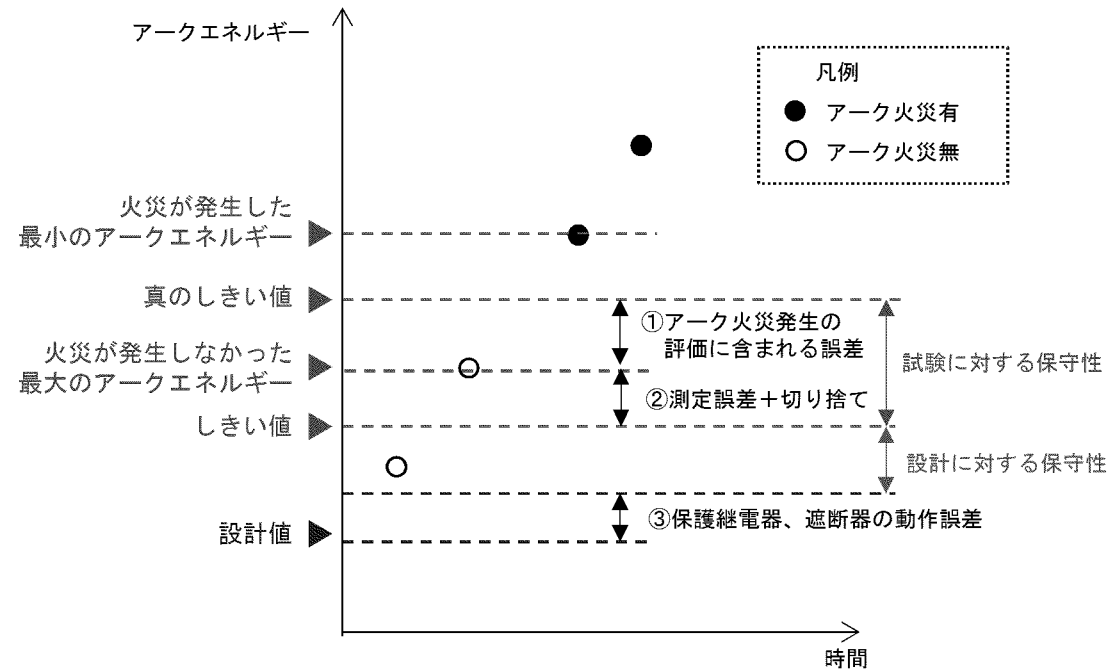 アークエネルギー
凡例
アーク火災有
アーク火災無
火災が発生した
最小のアークエネルギー
真のしきい値
①アーク火災発生の
評価に含まれる誤差
火災が発生しなかった
最大のアークエネルギー
試験に対する保守性
②測定誤差＋切り捨て
しきい値
設計に対する保守性
③保護継電器、遮断器の動作誤差
設計値
時間